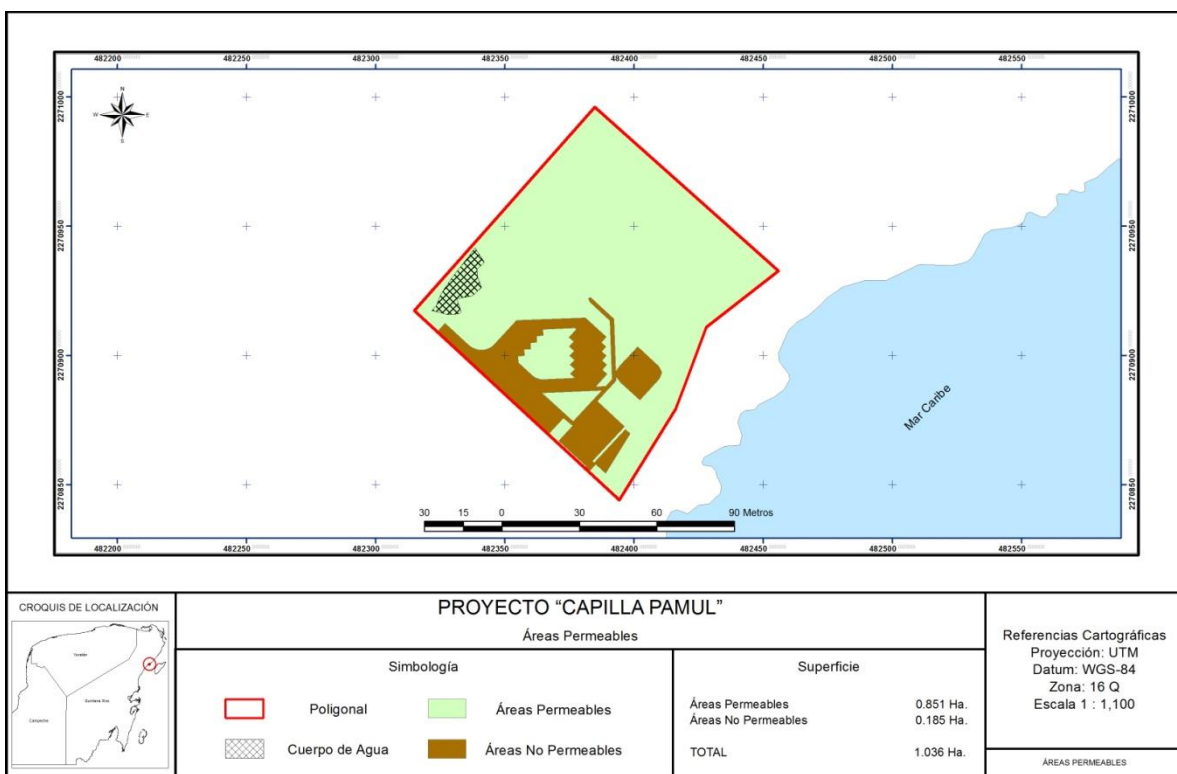 482200 482250 482300 482350 482400 482450 482500 482550
2271000 2271000
N
W E
S
2270950 2270950
2270900 2270900
Mar Caribe
2270850 2270850
30 15 0 30 60 90 Metros
482200 482250 482300 482350 482400 482450 482500 482550
CROQUIS DE LOCALIZACIÓN
Yucatán
Quintana Roo
Campeche
PROYECTO “CAPILLA PAMUL”
Áreas Permeables
Simbología
Poligonal
Áreas Permeables
Cuerpo de Agua
Áreas No Permeables
Superficie
Áreas Permeables 0.851 Ha.
Áreas No Permeables 0.185 Ha.
TOTAL 1.036 Ha.
Referencias Cartográficas
Proyección: UTM
Datum: WGS-84
Zona: 16 Q
Escala 1 : 1,100
ÁREAS PERMEABLES